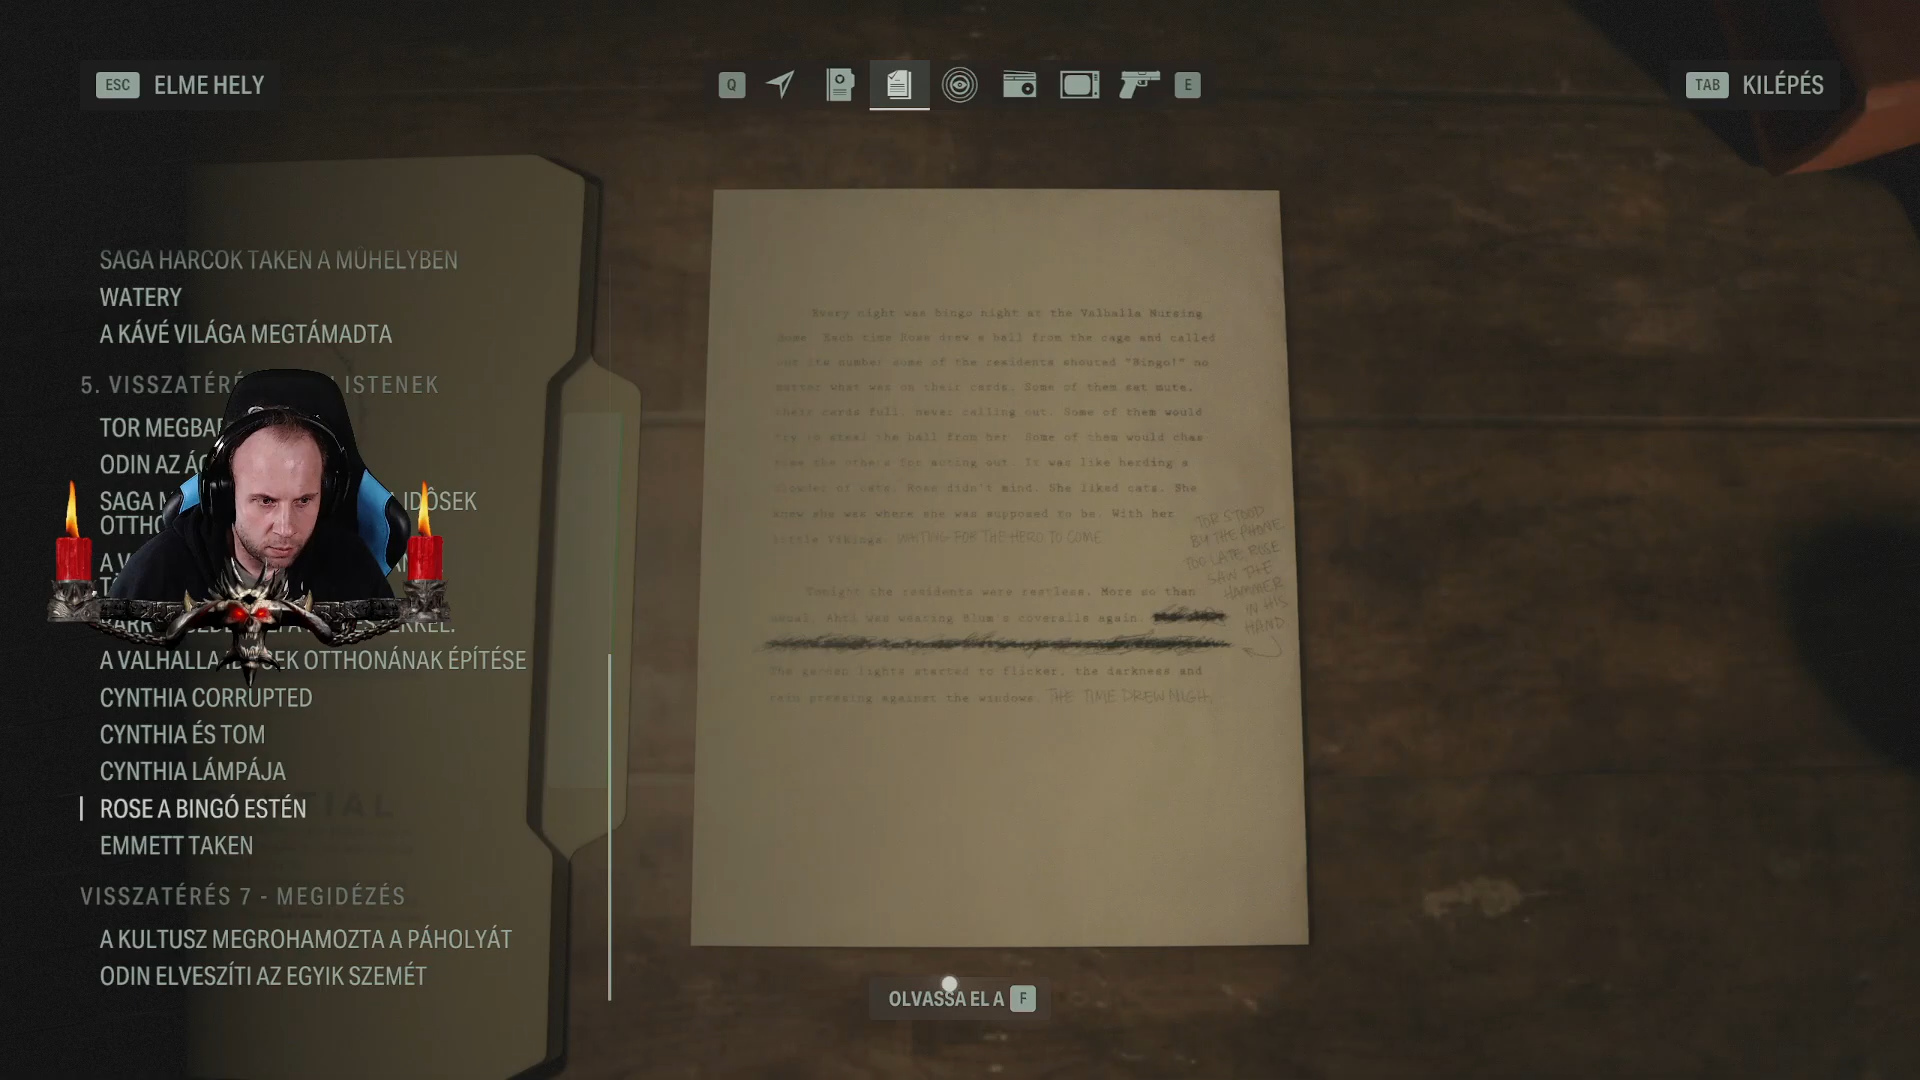 ESC ELME HELY
Q
E
TAB KILÉPÉS
SAGA HARCOK TAKEN A MŰHELYBEN
WATERY
A KÁVÉ VILÁGA MEGTÁMADTA
5. VISSZATÉRÉ ISTENEK
TOR MEGBA
ODIN AZ
SAGA IDŐSEK
OTTHO
A VALHALLA OTTHONÁNAK ÉPÍTÉSE
CYNTHIA CORRUPTED
CYNTHIA ÉS TOM
CYNTHIA LÁMPÁJA
ROSE A BINGÓ ESTÉN
EMMETT TAKEN
VISSZATÉRÉS 7 - MEGIDÉZÉS
A KULTUSZ MEGROHAMOZTA A PÁHOLYÁT
ODIN ELVESZÍTI AZ EGYIK SZEMÉT
Every night was bingo night at the Valhalla Nursing
Home. Each time Rose drew a ball from the cage and called
out its number some of the residents shouted "Bingo!" no
matter what was on their cards. Some of them sat mute,
their cards full, never calling out. Some of them would
try to steal the ball from her. Some of them would chas
tise the others for acting out. It was like herding a
clowder of cats. Rose didn't mind. She liked cats. She
knew she was where she was supposed to be. With her
little Vikings. WAITING FOR THE HERO TO COME
TOR STOOD
BY THE PHONE
TOO LATE ROSE
SAW THE
HAMMER
IN HIS
HAND
Tonight the residents were restless. More so than
usual. Ahti was wearing Blum's coveralls again.
The garden lights started to flicker, the darkness and
rain pressing against the windows. THE TIME DREW NIGH.
OLVASSA EL A F